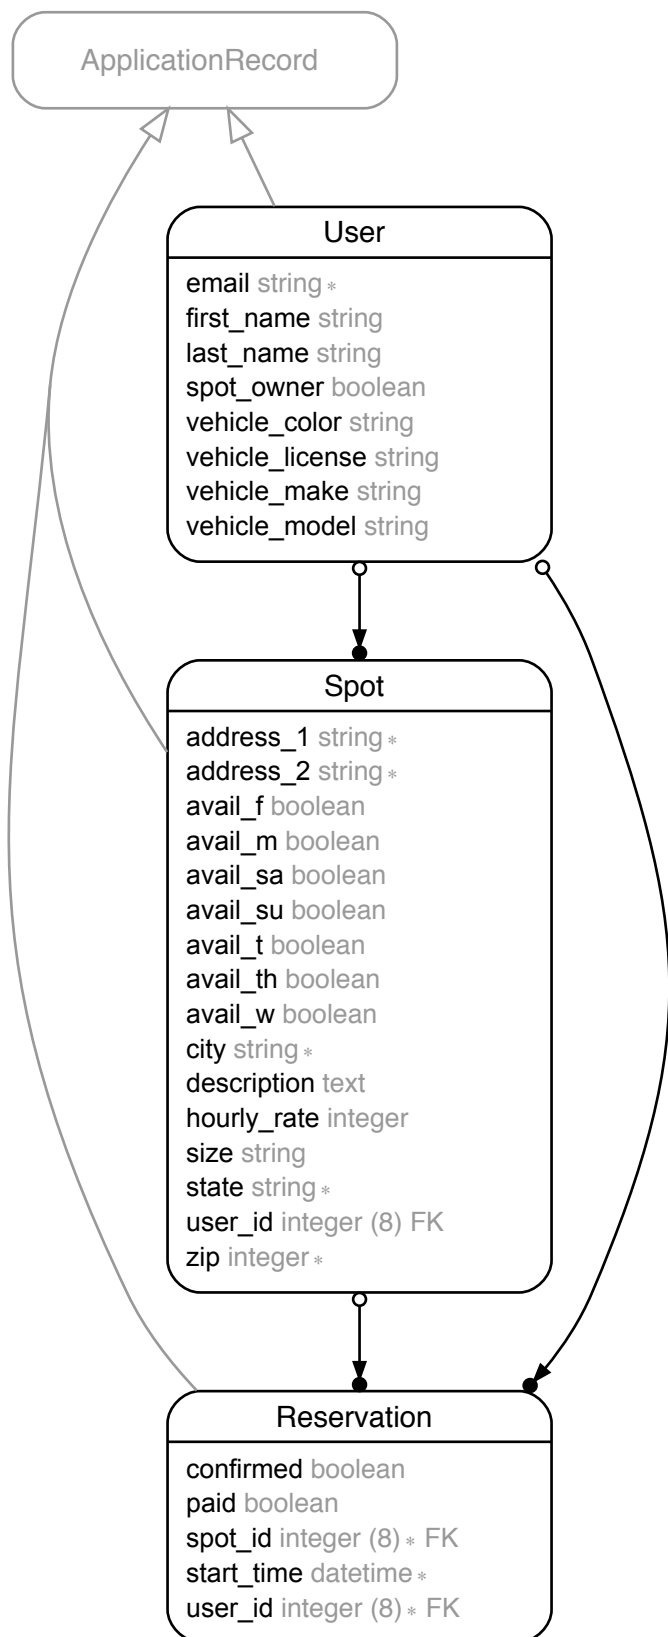 ApplicationRecord
User
email string *
first_name string
last_name string
spot_owner boolean
vehicle_color string
vehicle_license string
vehicle_make string
vehicle_model string
Spot
address_1 string *
address_2 string *
avail_f boolean
avail_m boolean
avail_sa boolean
avail_su boolean
avail_t boolean
avail_th boolean
avail_w boolean
city string *
description text
hourly_rate integer
size string
state string *
user_id integer (8) FK
zip integer *
Reservation
confirmed boolean
paid boolean
spot_id integer (8) * FK
start_time datetime *
user_id integer (8) * FK